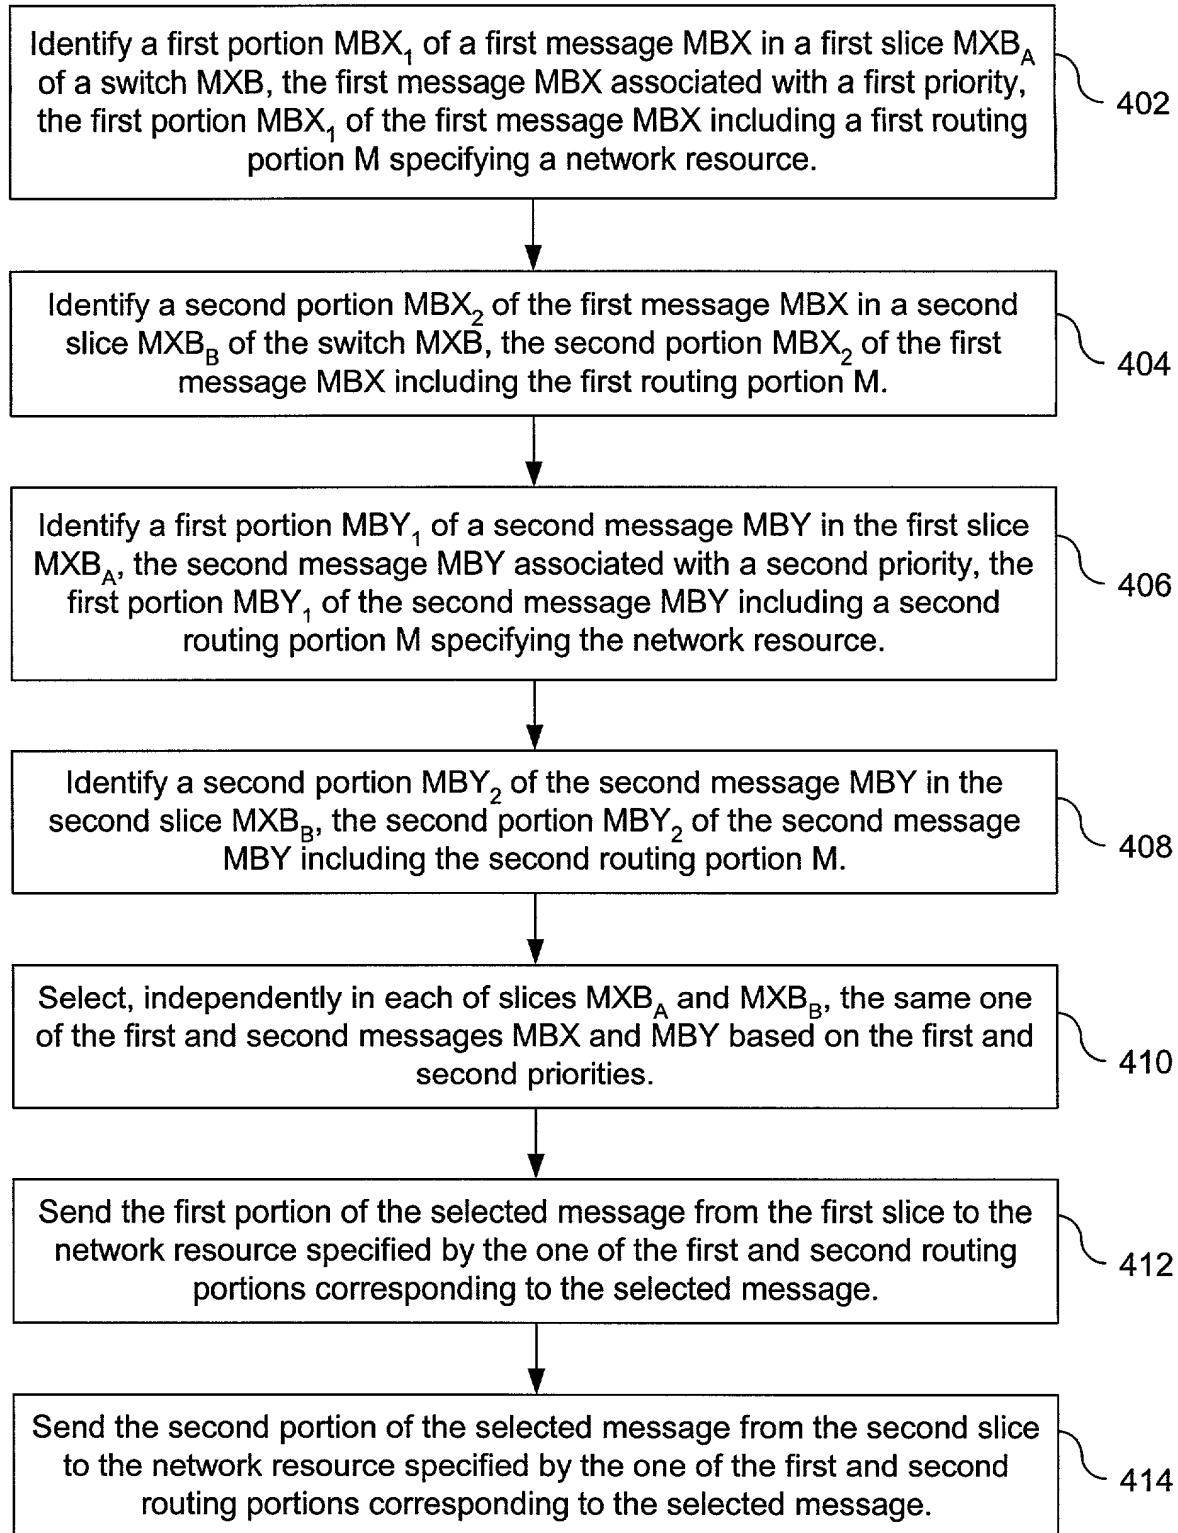 Identify a first portion MBX₁ of a first message MBX in a first slice MXB_A
of a switch MXB, the first message MBX associated with a first priority,
the first portion MBX₁ of the first message MBX including a first routing
portion M specifying a network resource.
402
Identify a second portion MBX₂ of the first message MBX in a second
slice MXB_B of the switch MXB, the second portion MBX₂ of the first
message MBX including the first routing portion M.
404
Identify a first portion MBY₁ of a second message MBY in the first slice
MXB_A, the second message MBY associated with a second priority, the
first portion MBY₁ of the second message MBY including a second
routing portion M specifying the network resource.
406
Identify a second portion MBY₂ of the second message MBY in the
second slice MXB_B, the second portion MBY₂ of the second message
MBY including the second routing portion M.
408
Select, independently in each of slices MXB_A and MXB_B, the same one
of the first and second messages MBX and MBY based on the first and
second priorities.
410
Send the first portion of the selected message from the first slice to the
network resource specified by the one of the first and second routing
portions corresponding to the selected message.
412
Send the second portion of the selected message from the second slice
to the network resource specified by the one of the first and second
routing portions corresponding to the selected message.
414